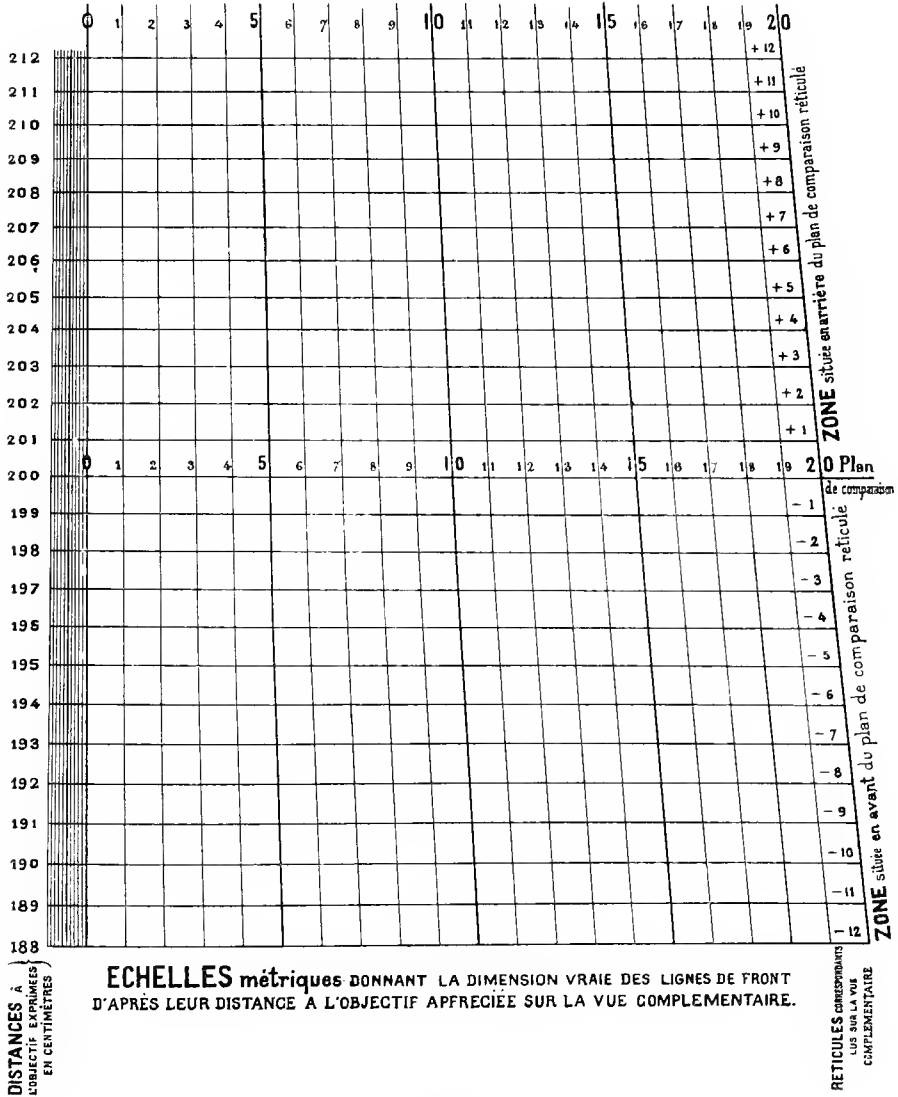 0 1 2 3 4 5 6 7 8 9 10 11 12 13 14 15 16 17 18 19 20
212 + 12
211 + 11
210 + 10
209 + 9
208 + 8
207 + 7
206 + 6
205 + 5
204 + 4
203 + 3
202 + 2
201 + 1
ZONE située en arrière du plan de comparaison réticulé
0 1 2 3 4 5 6 7 8 9 10 11 12 13 14 15 16 17 18 19 20 Plan
200 de comparaison
199 - 1
198 - 2
197 - 3
196 - 4
195 - 5
194 - 6
193 - 7
192 - 8
191 - 9
190 - 10
189 - 11
188 - 12
ZONE située en avant du plan de comparaison réticulé
DISTANCES À
L'OBJECTIF EXPRIMÉES
EN CENTIMÈTRES
ECHELLES métriques DONNANT LA DIMENSION VRAIE DES LIGNES DE FRONT
D'APRÈS LEUR DISTANCE A L'OBJECTIF APPRÉCIÉE SUR LA VUE COMPLEMENTAIRE.
RETICULES CORRESPONDANTS
LUS SUR LA VUE
COMPLEMENTAIRE